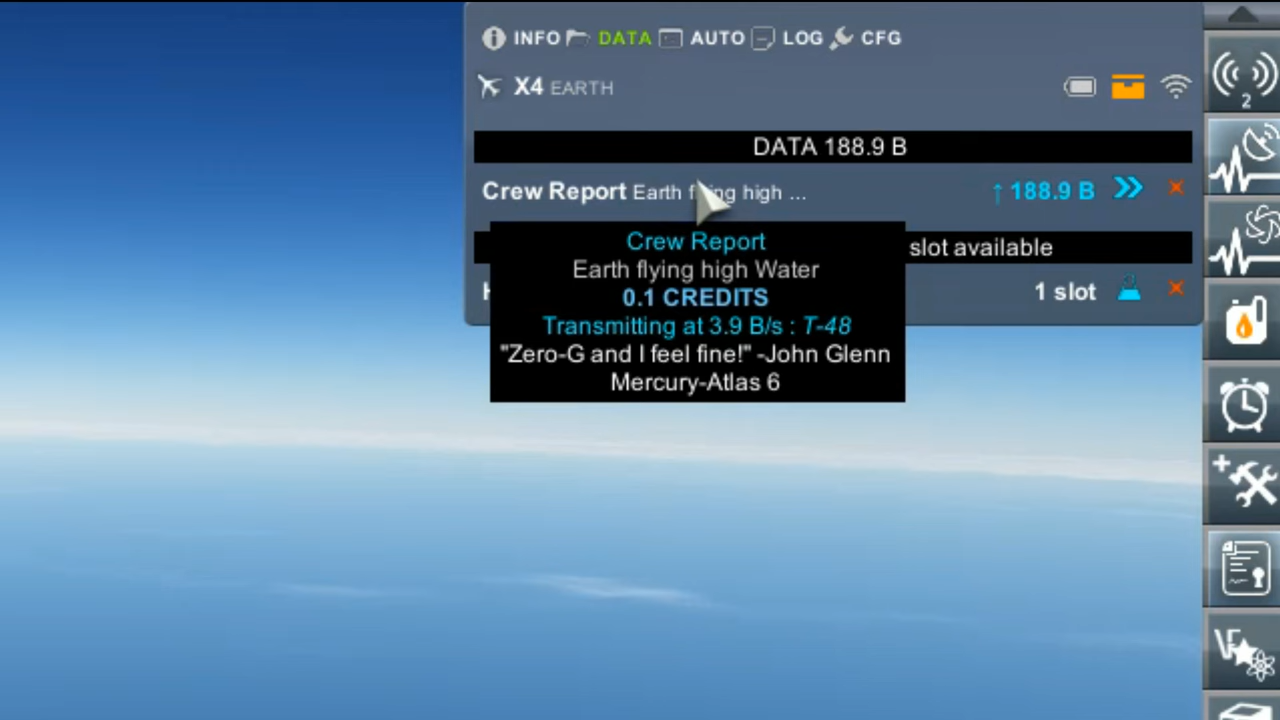 INFO DATA AUTO LOG CFG
X4 EARTH
DATA 188.9 B
Crew Report Earth flying high ... ↑ 188.9 B
slot available
1 slot
Crew Report
Earth flying high Water
0.1 CREDITS
Transmitting at 3.9 B/s : T-48
"Zero-G and I feel fine!" -John Glenn
Mercury-Atlas 6
2